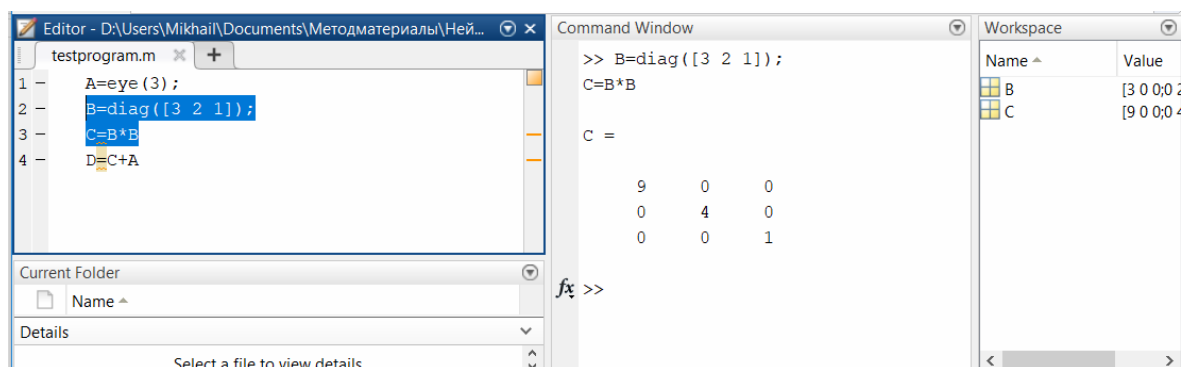 Editor - D:\Users\Mikhail\Documents\Методматериалы\Ней...
testprogram.m
1 - A=eye(3);
2 - B=diag([3 2 1]);
3 - C=B*B
4 - D=C+A
Current Folder
Name
Details
Select a file to view details
Command Window
>> B=diag([3 2 1]);
C=B*B
C =
9 0 0
0 4 0
0 0 1
fx >>
Workspace
Name Value
B [3 0 0;0 2
C [9 0 0;0 4